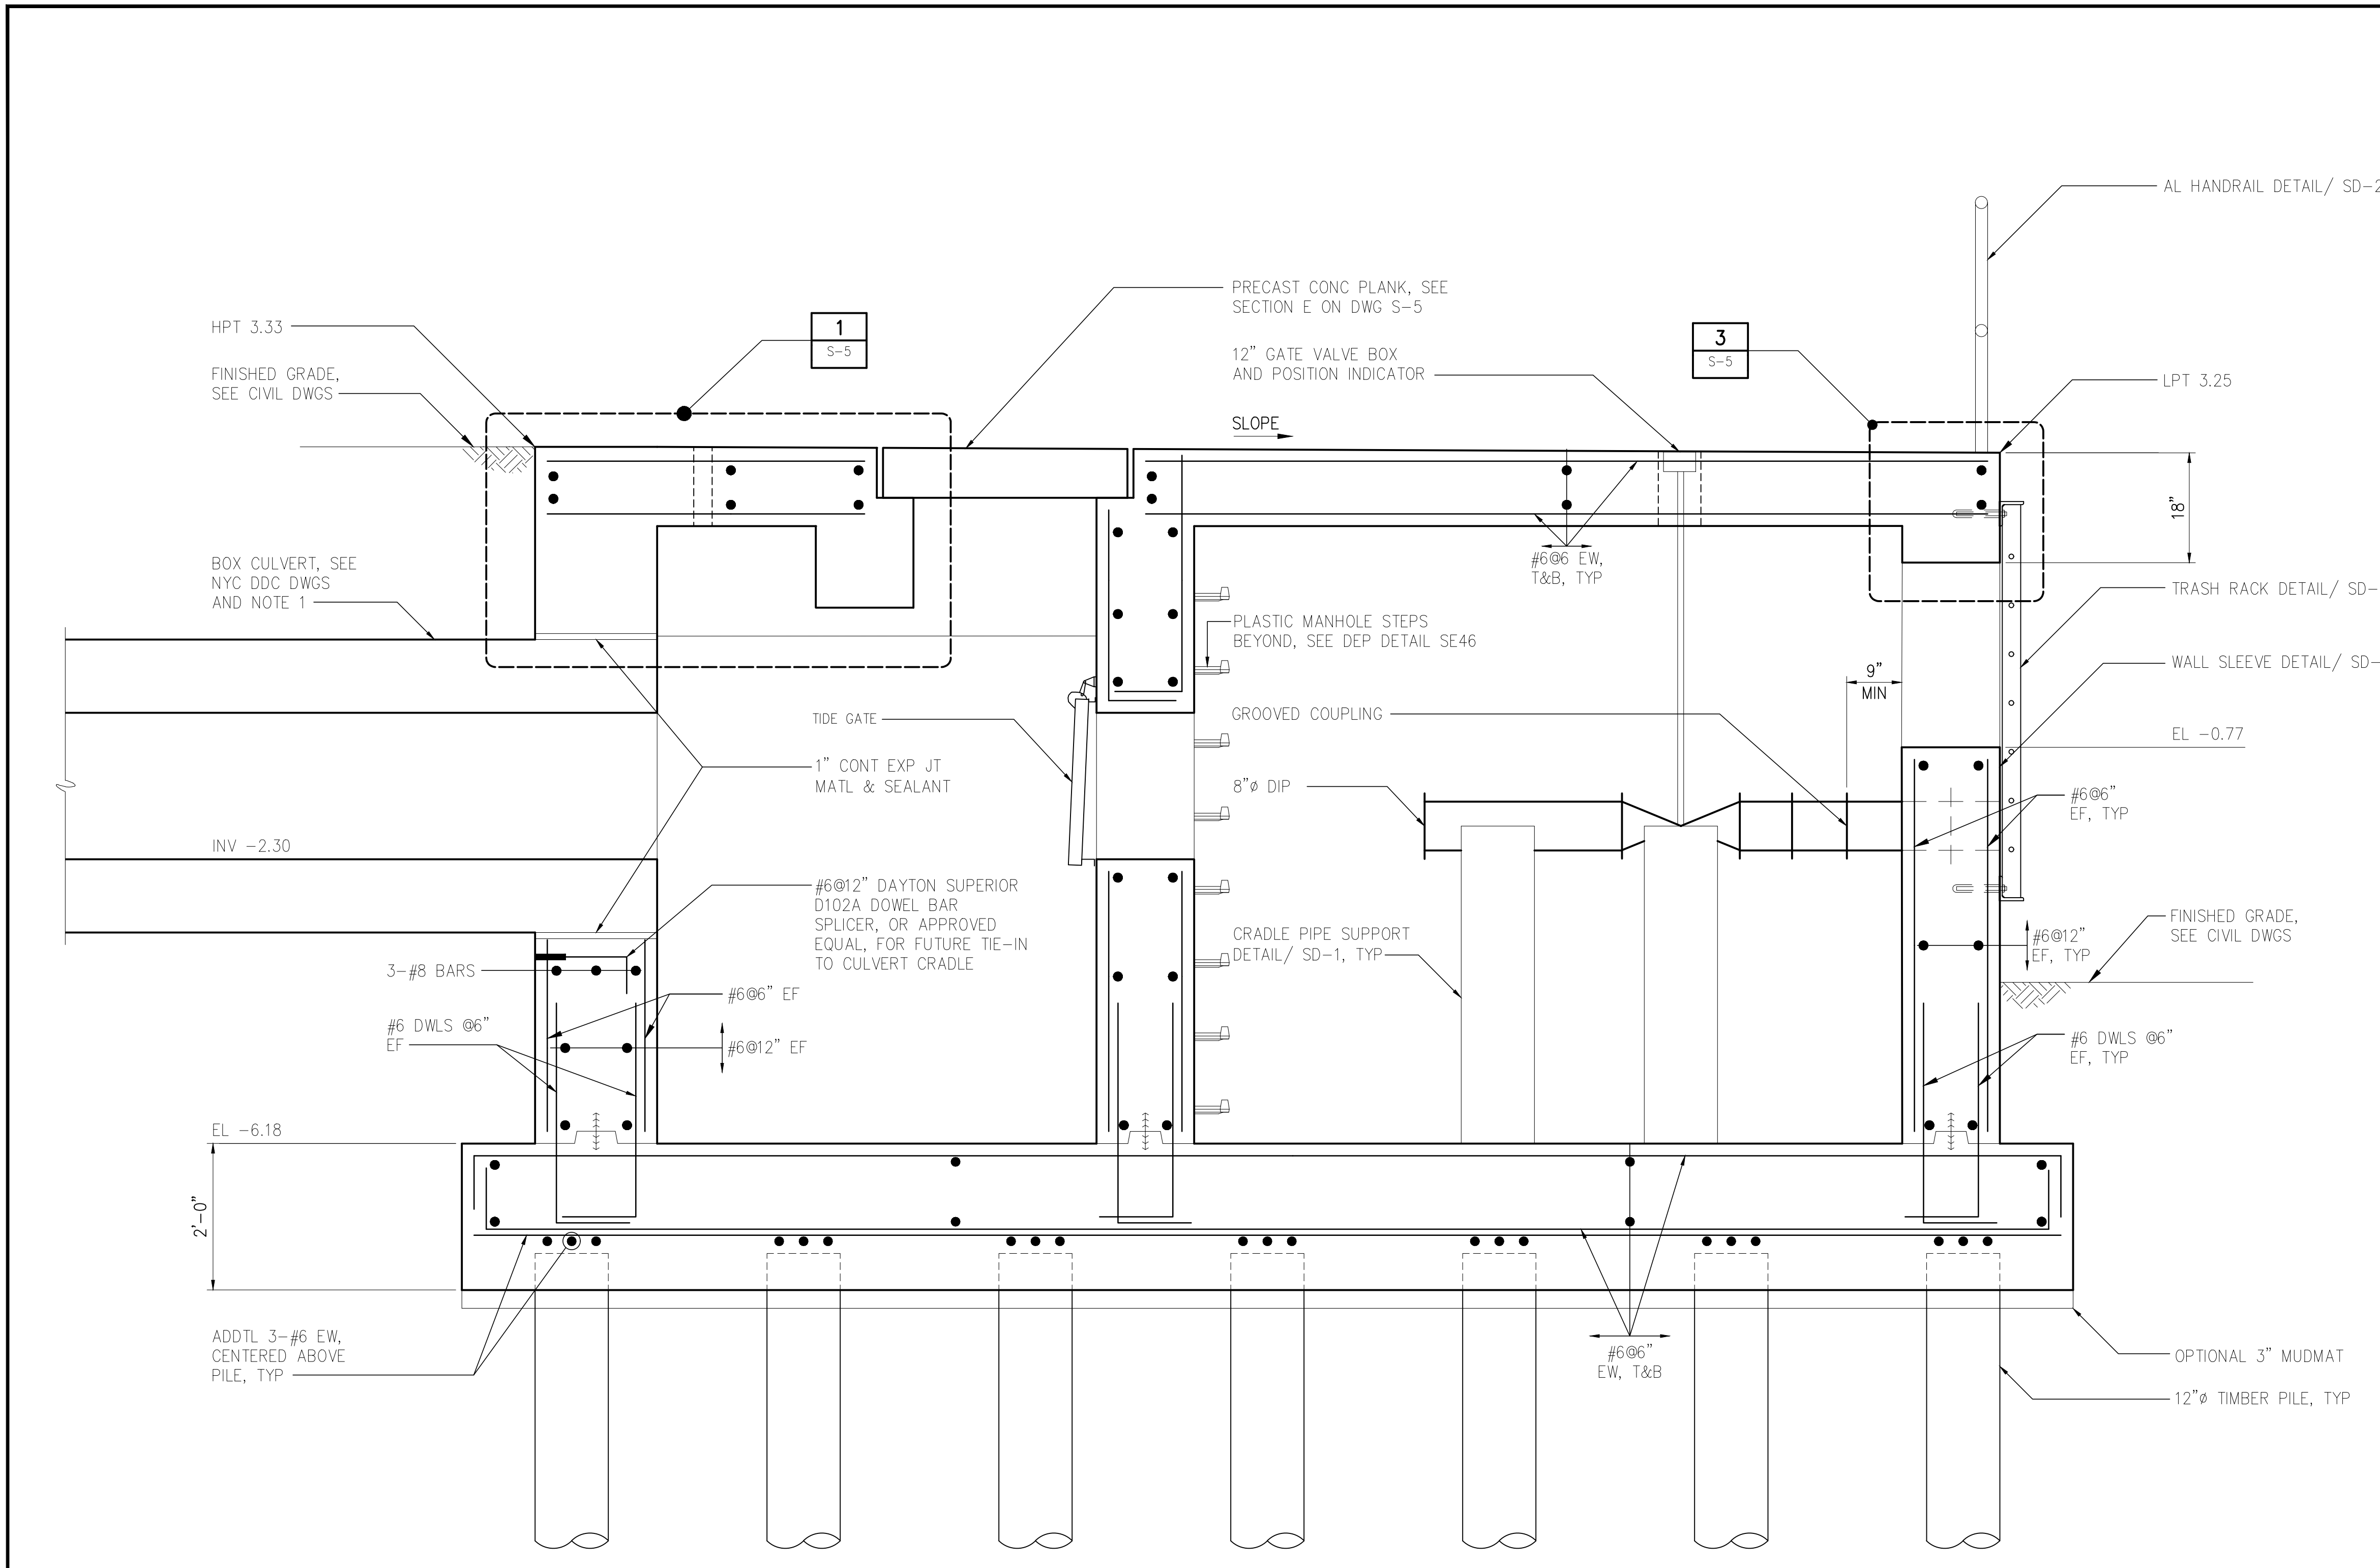 AL HANDRAIL DETAIL/ SD-2
PRECAST CONC PLANK, SEE
SECTION E ON DWG S-5
HPT 3.33
1
S-5
3
S-5
12" GATE VALVE BOX
AND POSITION INDICATOR
FINISHED GRADE,
SEE CIVIL DWGS
LPT 3.25
SLOPE
18"
BOX CULVERT, SEE
NYC DDC DWGS
AND NOTE 1
#6@6 EW,
T&B, TYP
TRASH RACK DETAIL/ SD-
PLASTIC MANHOLE STEPS
BEYOND, SEE DEP DETAIL SE46
WALL SLEEVE DETAIL/ SD-
9"
MIN
TIDE GATE
GROOVED COUPLING
EL -0.77
1" CONT EXP JT
MATL & SEALANT
8"ø DIP
#6@6"
EF, TYP
INV -2.30
#6@12" DAYTON SUPERIOR
D102A DOWEL BAR
SPLICER, OR APPROVED
EQUAL, FOR FUTURE TIE-IN
TO CULVERT CRADLE
CRADLE PIPE SUPPORT
DETAIL/ SD-1, TYP
FINISHED GRADE,
SEE CIVIL DWGS
#6@12"
EF, TYP
3-#8 BARS
#6@6" EF
#6 DWLS @6"
EF
#6@12" EF
#6 DWLS @6"
EF, TYP
EL -6.18
2'-0"
ADDTL 3-#6 EW,
CENTERED ABOVE
PILE, TYP
#6@6"
EW, T&B
OPTIONAL 3" MUDMAT
12"ø TIMBER PILE, TYP